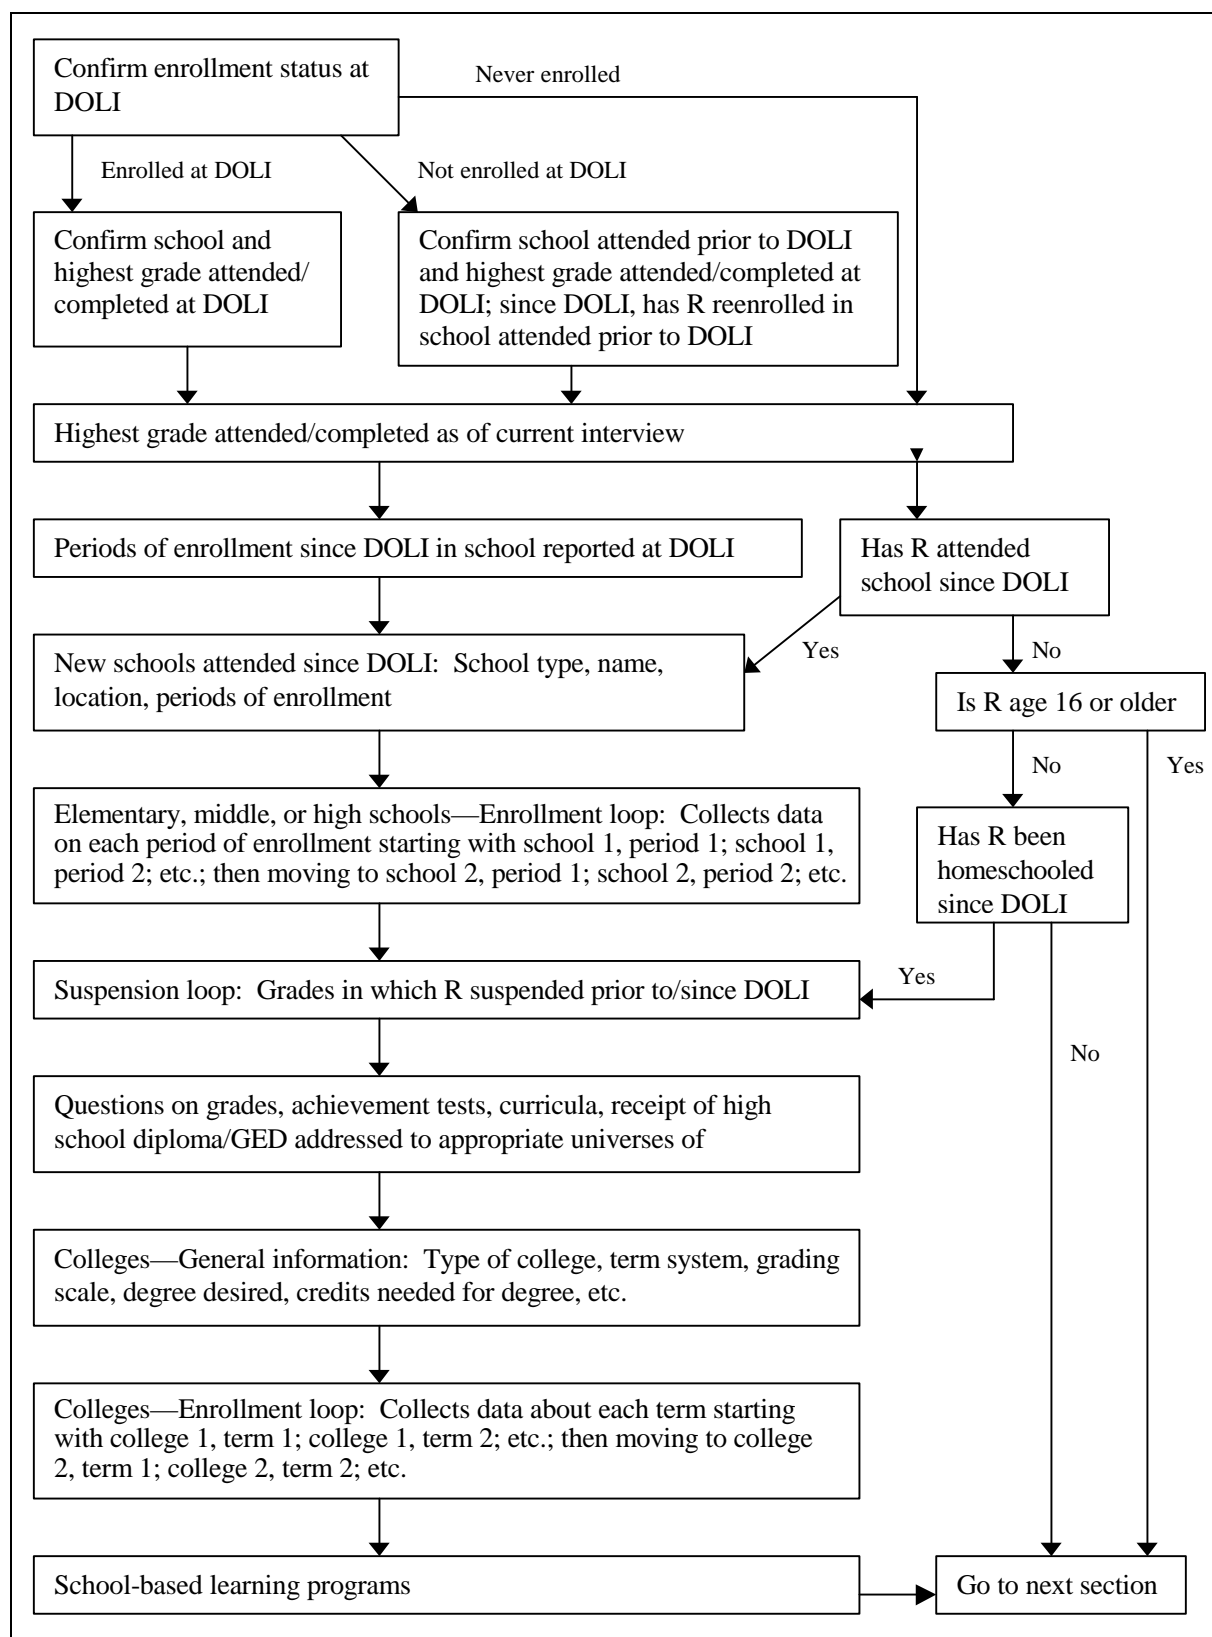 Confirm enrollment status at
DOLI
Never enrolled
Enrolled at DOLI
Not enrolled at DOLI
Confirm school and
highest grade attended/
completed at DOLI
Confirm school attended prior to DOLI
and highest grade attended/completed at
DOLI; since DOLI, has R reenrolled in
school attended prior to DOLI
Highest grade attended/completed as of current interview
Periods of enrollment since DOLI in school reported at DOLI
Has R attended
school since DOLI
Yes
No
New schools attended since DOLI:  School type, name,
location, periods of enrollment
Is R age 16 or older
No
Yes
Elementary, middle, or high schools—Enrollment loop:  Collects data
on each period of enrollment starting with school 1, period 1; school 1,
period 2; etc.; then moving to school 2, period 1; school 2, period 2; etc.
Has R been
homeschooled
since DOLI
Yes
No
Suspension loop:  Grades in which R suspended prior to/since DOLI
Questions on grades, achievement tests, curricula, receipt of high
school diploma/GED addressed to appropriate universes of
Colleges—General information:  Type of college, term system, grading
scale, degree desired, credits needed for degree, etc.
Colleges—Enrollment loop:  Collects data about each term starting
with college 1, term 1; college 1, term 2; etc.; then moving to college
2, term 1; college 2, term 2; etc.
School-based learning programs
Go to next section